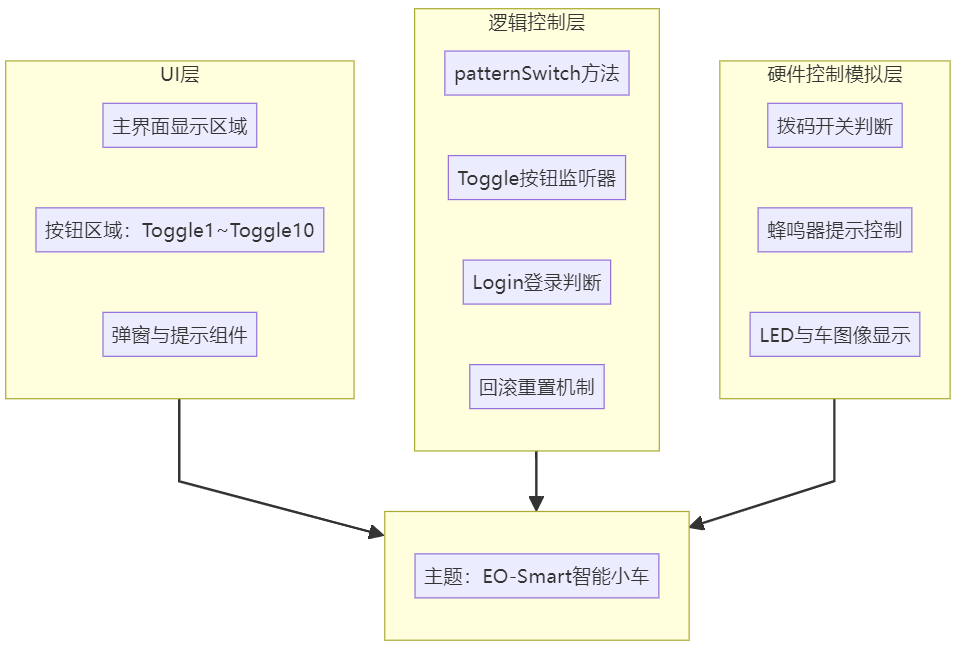 UI层
主界面显示区域
按钮区域：Toggle1~Toggle10
弹窗与提示组件
逻辑控制层
patternSwitch方法
Toggle按钮监听器
Login登录判断
回滚重置机制
硬件控制模拟层
拨码开关判断
蜂鸣器提示控制
LED与车图像显示
主题：EO-Smart智能小车